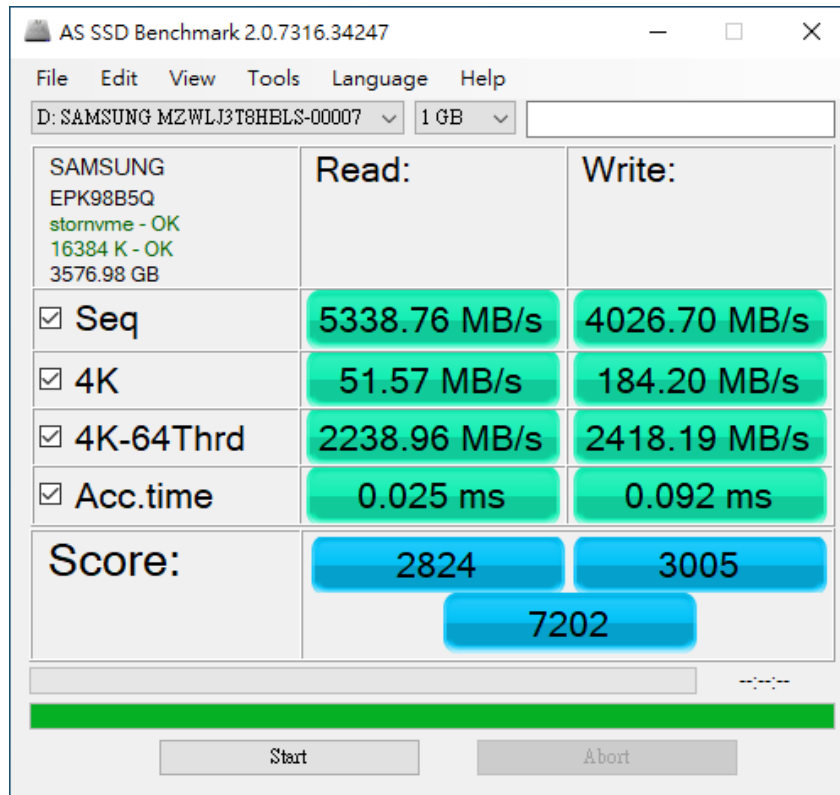 AS SSD Benchmark 2.0.7316.34247
File Edit View Tools Language Help
D: SAMSUNG MZWLJ3T8HBLS-00007 1 GB
SAMSUNG
EPK98B5Q
stornvme - OK
16384 K - OK
3576.98 GB
Read: Write:
Seq 5338.76 MB/s 4026.70 MB/s
4K 51.57 MB/s 184.20 MB/s
4K-64Thrd 2238.96 MB/s 2418.19 MB/s
Acc.time 0.025 ms 0.092 ms
Score: 2824 3005
7202
--:--:--
Start Abort